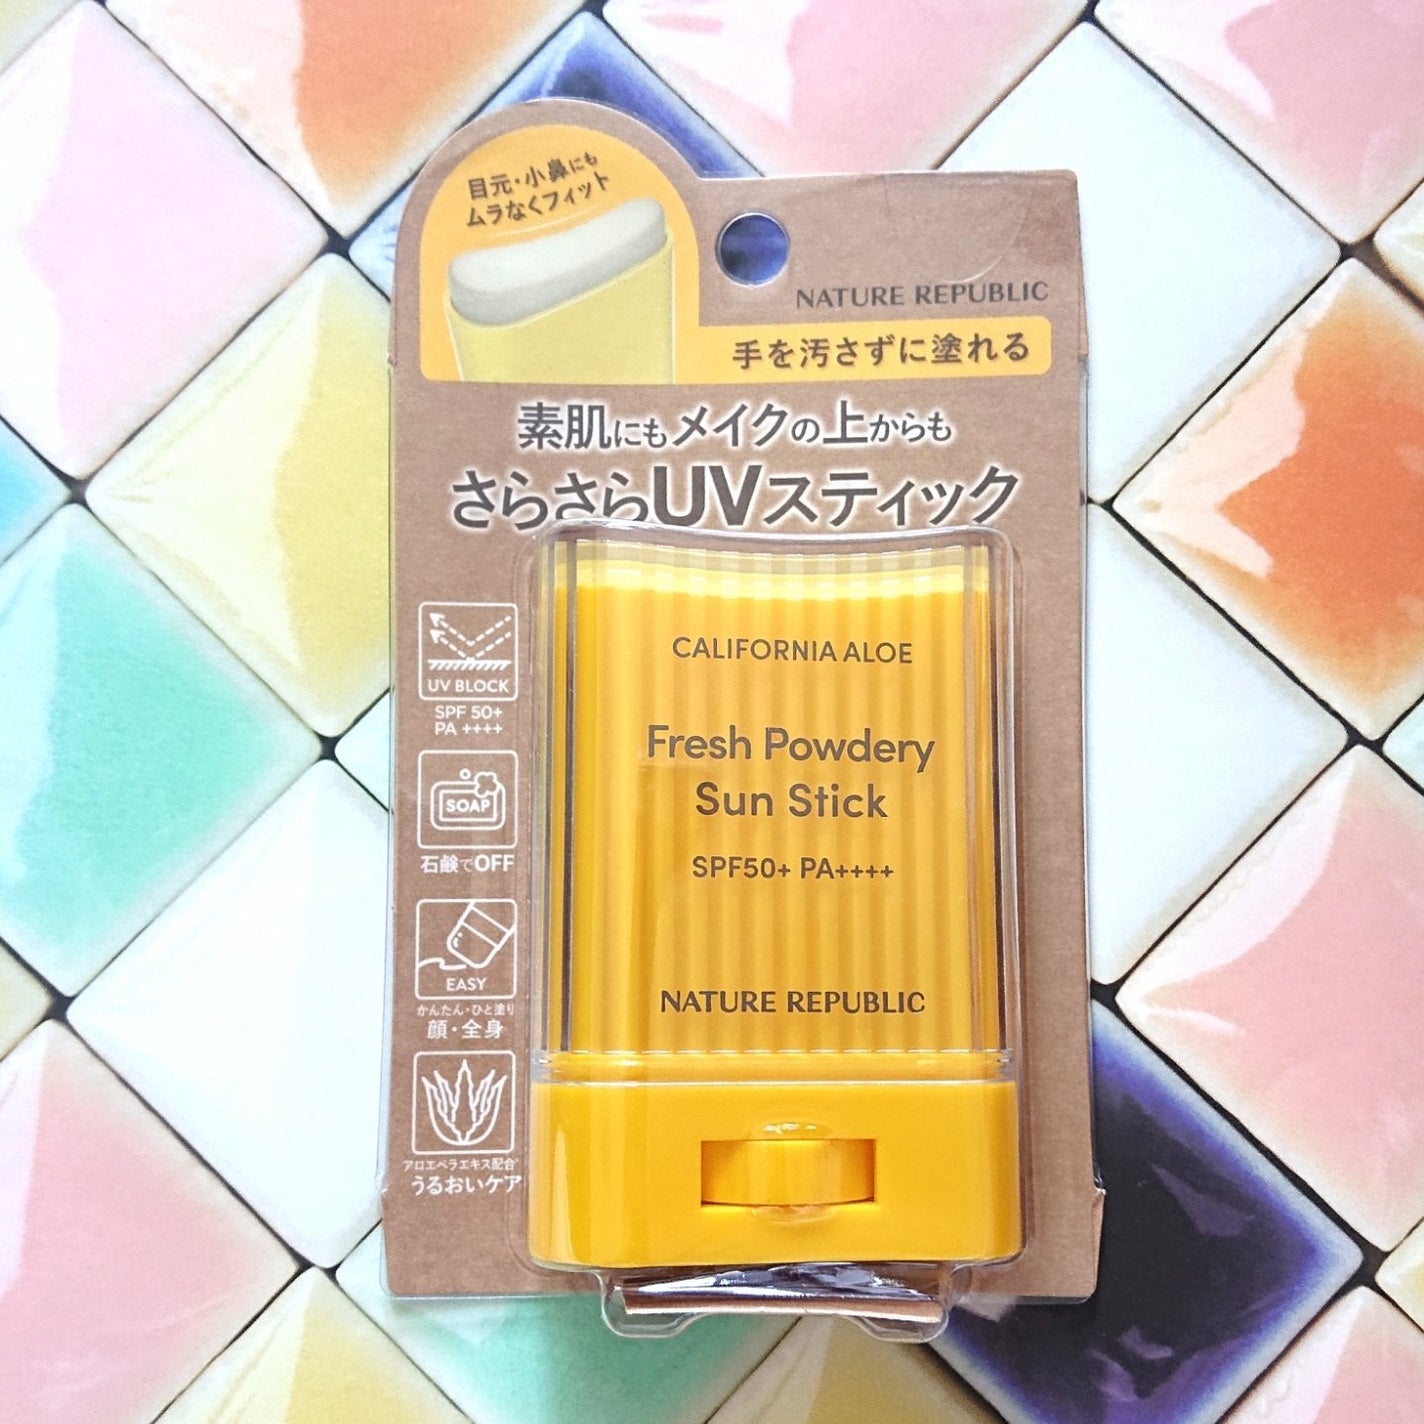 目元・小鼻にも
ムラなくフィット
NATURE REPUBLIC
手を汚さずに塗れる
素肌にもメイクの上からも
さらさらUVスティック
UV BLOCK
SPF 50+
PA ++++
SOAP
石鹸でOFF
EASY
かんたん・ひと塗り
顔・全身
アロエベラエキス配合*
うるおいケア
CALIFORNIA ALOE
Fresh Powdery
Sun Stick
SPF50+ PA++++
NATURE REPUBLIC